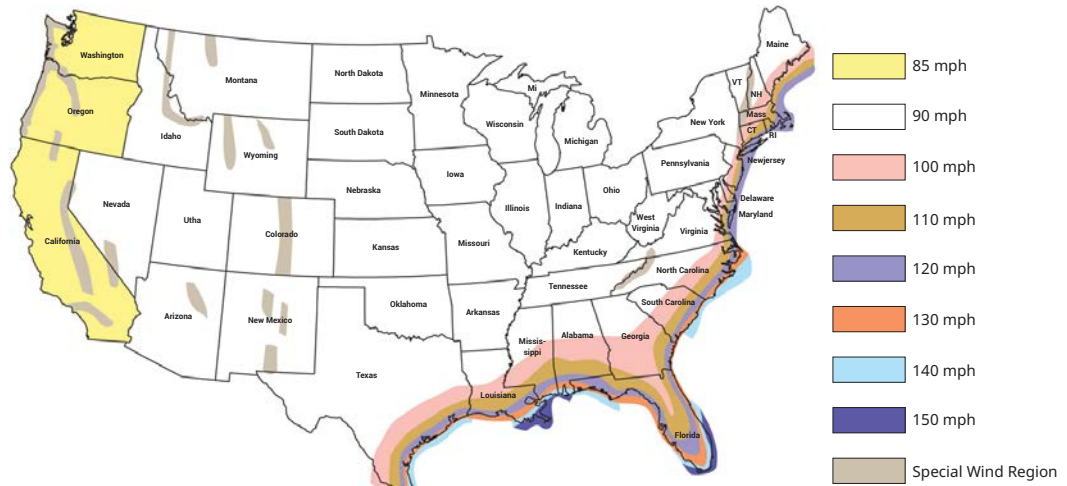 Washington
Oregon
California
Nevada
Idaho
Montana
Wyoming
Utha
Colorado
Arizona
New Mexico
North Dakota
South Dakota
Nebraska
Kansas
Oklahoma
Texas
Minnesota
Iowa
Missouri
Arkansas
Louisiana
Wisconsin
Illinois
Mi
Michigan
Indiana
Ohio
Kentucky
Tennessee
Missis-
sippi
Alabama
Georgia
Florida
South Carolina
North Carolina
Virginia
West
Virginia
Pennsylvania
New York
VT
NH
Maine
Mass
CT
RI
Newjersey
Delaware
Maryland
85 mph
90 mph
100 mph
110 mph
120 mph
130 mph
140 mph
150 mph
Special Wind Region